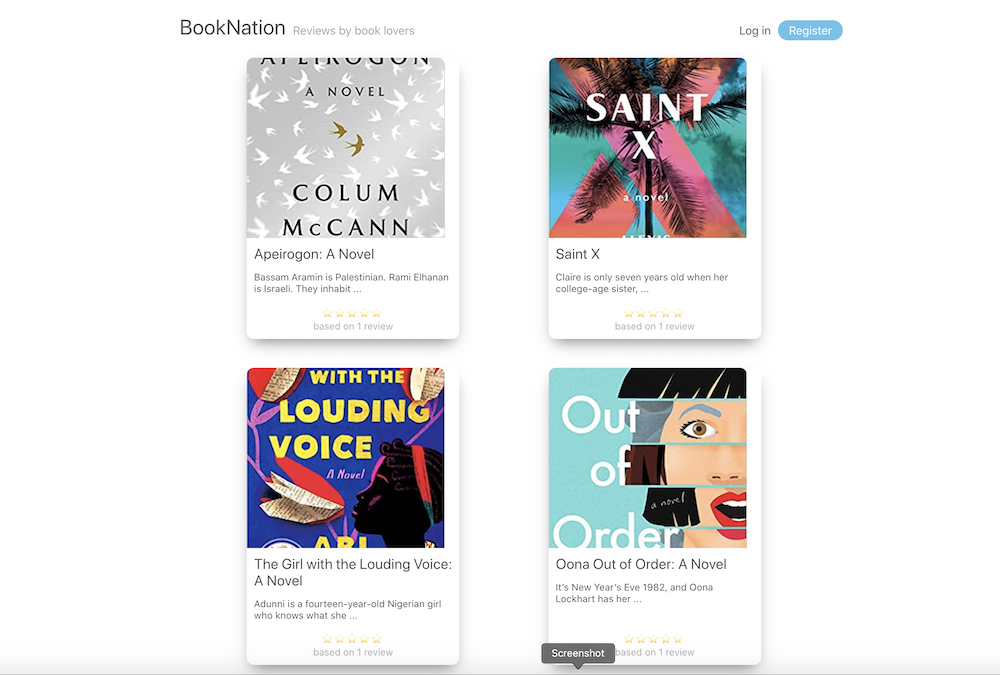 BookNation Reviews by book lovers
Log in Register
APEIROGON
A NOVEL
COLUM
McCANN
Apeirogon: A Novel
Bassam Aramin is Palestinian. Rami Elhanan
is Israeli. They inhabit ...
based on 1 review
SAINT
X
a novel
Saint X
Claire is only seven years old when her
college-age sister, ...
based on 1 review
WITH THE
LOUDING
VOICE
A Novel
ABI
The Girl with the Louding Voice:
A Novel
Adunni is a fourteen-year-old Nigerian girl
who knows what she ...
based on 1 review
Out
of
a novel
Order
Oona Out of Order: A Novel
It's New Year's Eve 1982, and Oona
Lockhart has her ...
based on 1 review
Screenshot